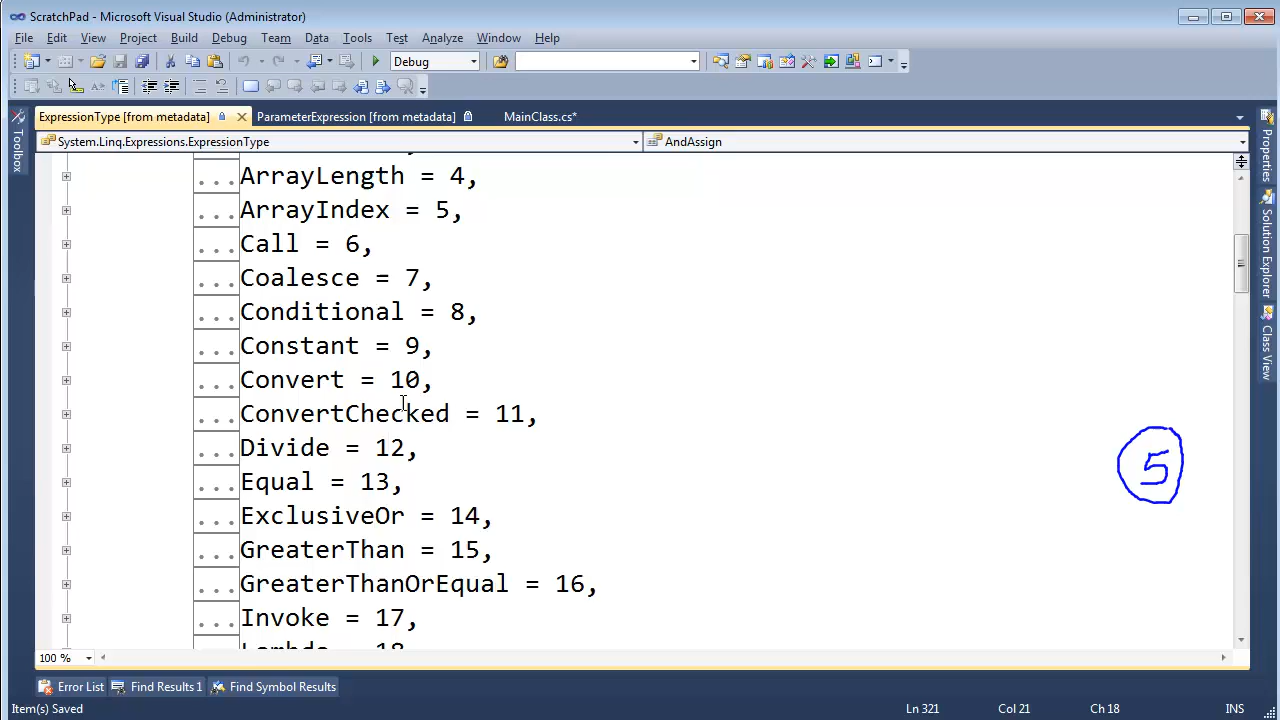 ScratchPad - Microsoft Visual Studio (Administrator)
File Edit View Project Build Debug Team Data Tools Test Analyze Window Help
Debug
ExpressionType [from metadata] ParameterExpression [from metadata] MainClass.cs*
System.Linq.Expressions.ExpressionType AndAssign
Toolbox
...ArrayLength = 4,
...ArrayIndex = 5,
...Call = 6,
...Coalesce = 7,
...Conditional = 8,
...Constant = 9,
...Convert = 10,
...ConvertChecked = 11,
...Divide = 12,
...Equal = 13,
...ExclusiveOr = 14,
...GreaterThan = 15,
...GreaterThanOrEqual = 16,
...Invoke = 17,
Lambda = 18
5
Properties
Solution Explorer
Class View
100 %
Error List Find Results 1 Find Symbol Results
Item(s) Saved Ln 321 Col 21 Ch 18 INS